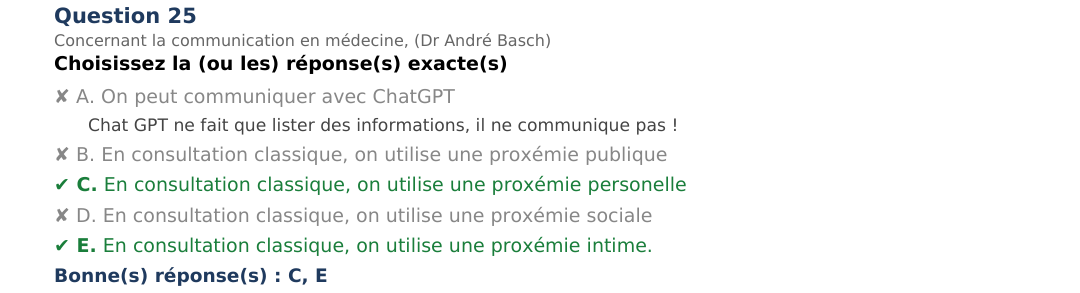 Question 25
Concernant la communication en médecine, (Dr André Basch)
Choisissez la (ou les) réponse(s) exacte(s)
✘ A. On peut communiquer avec ChatGPT
Chat GPT ne fait que lister des informations, il ne communique pas !
✘ B. En consultation classique, on utilise une proxémie publique
✔ C. En consultation classique, on utilise une proxémie personelle
✘ D. En consultation classique, on utilise une proxémie sociale
✔ E. En consultation classique, on utilise une proxémie intime.
Bonne(s) réponse(s) : C, E